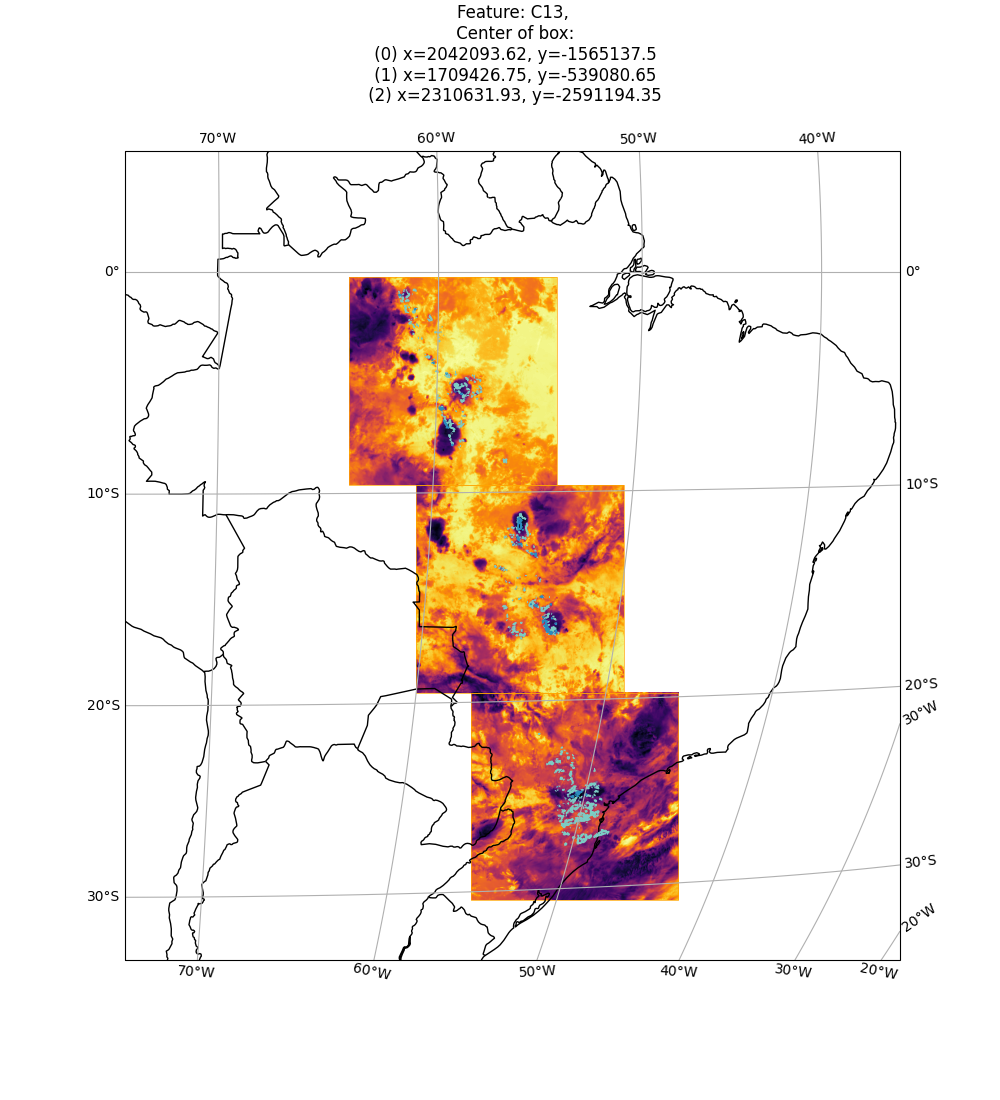 Feature: C13,
Center of box:
(0) x=2042093.62, y=-1565137.5
(1) x=1709426.75, y=-539080.65
(2) x=2310631.93, y=-2591194.35
70°W 60°W 50°W 40°W
0° 0°
10°S 10°S
20°S 20°S
30°W
30°S 30°S
20°W
70°W 60°W 50°W 40°W 30°W 20°W